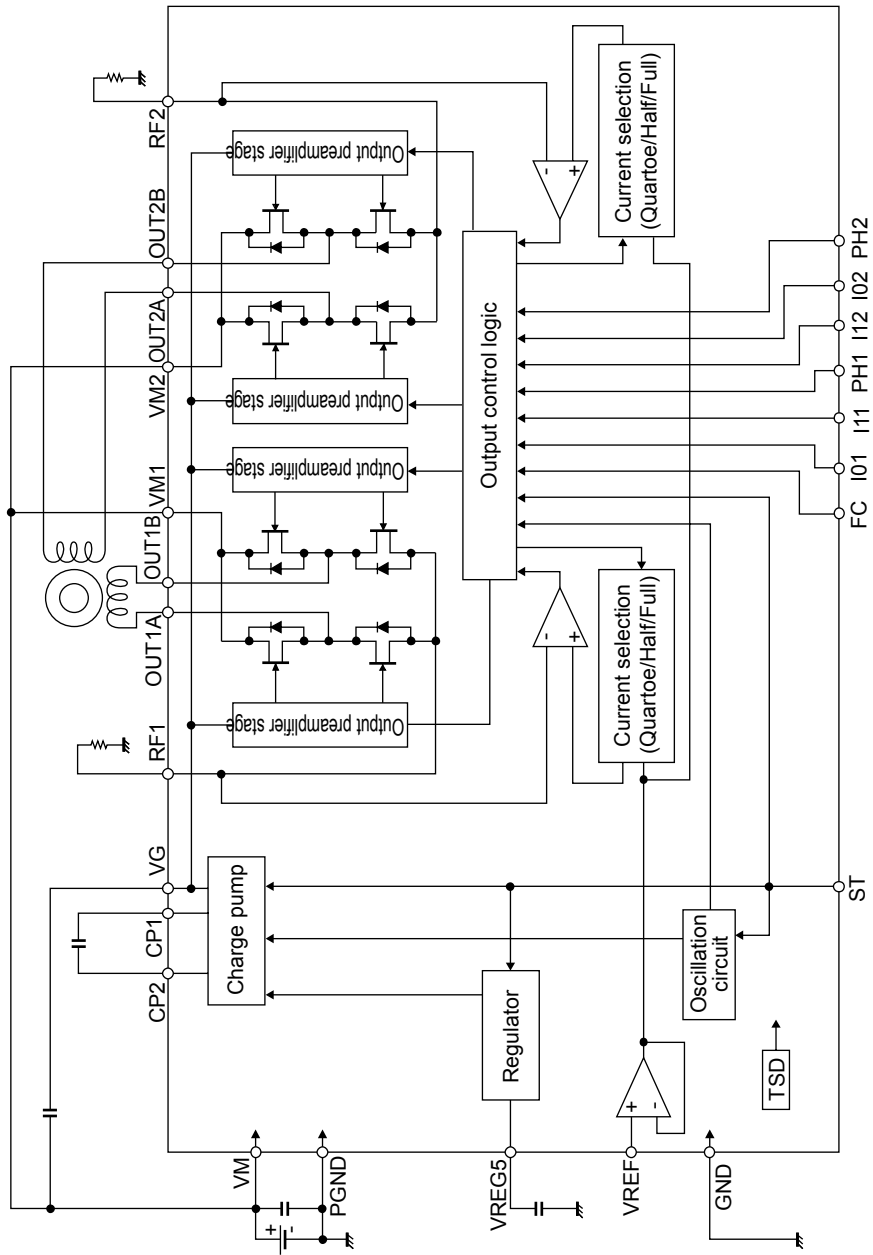 CP2
CP1
VG
RF1
OUT1A
OUT1B
VM1
VM2
OUT2A
OUT2B
RF2
VM
+
-
PGND
Charge pump
Output preamplifier stage
Output preamplifier stage
Output preamplifier stage
Output preamplifier stage
VREG5
Regulator
Output control logic
-
+
-
+
VREF
+
-
Current selection
(Quartoe/Half/Full)
Current selection
(Quartoe/Half/Full)
GND
Oscillation
circuit
TSD
ST
FC
I01
I11
PH1
I12
I02
PH2